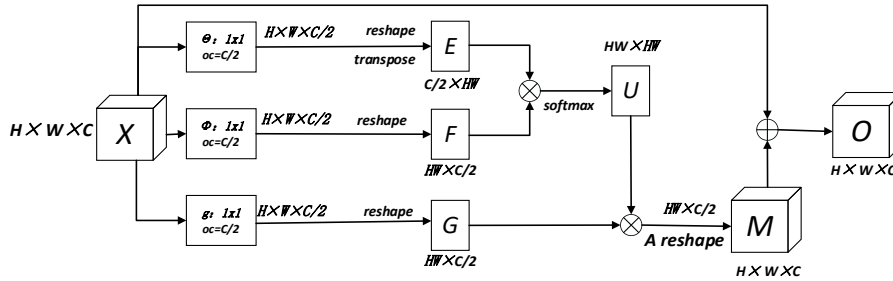 Θ: 1x1
oc=C/2
H×W×C/2
reshape
transpose
E
C/2×HW
HW×HW
U
softmax
H×W×C
X
Φ: 1x1
oc=C/2
H×W×C/2
reshape
F
HW×C/2
O
H×W×C
g: 1x1
oc=C/2
H×W×C/2
reshape
G
HW×C/2
HW×C/2
A reshape
M
H×W×C